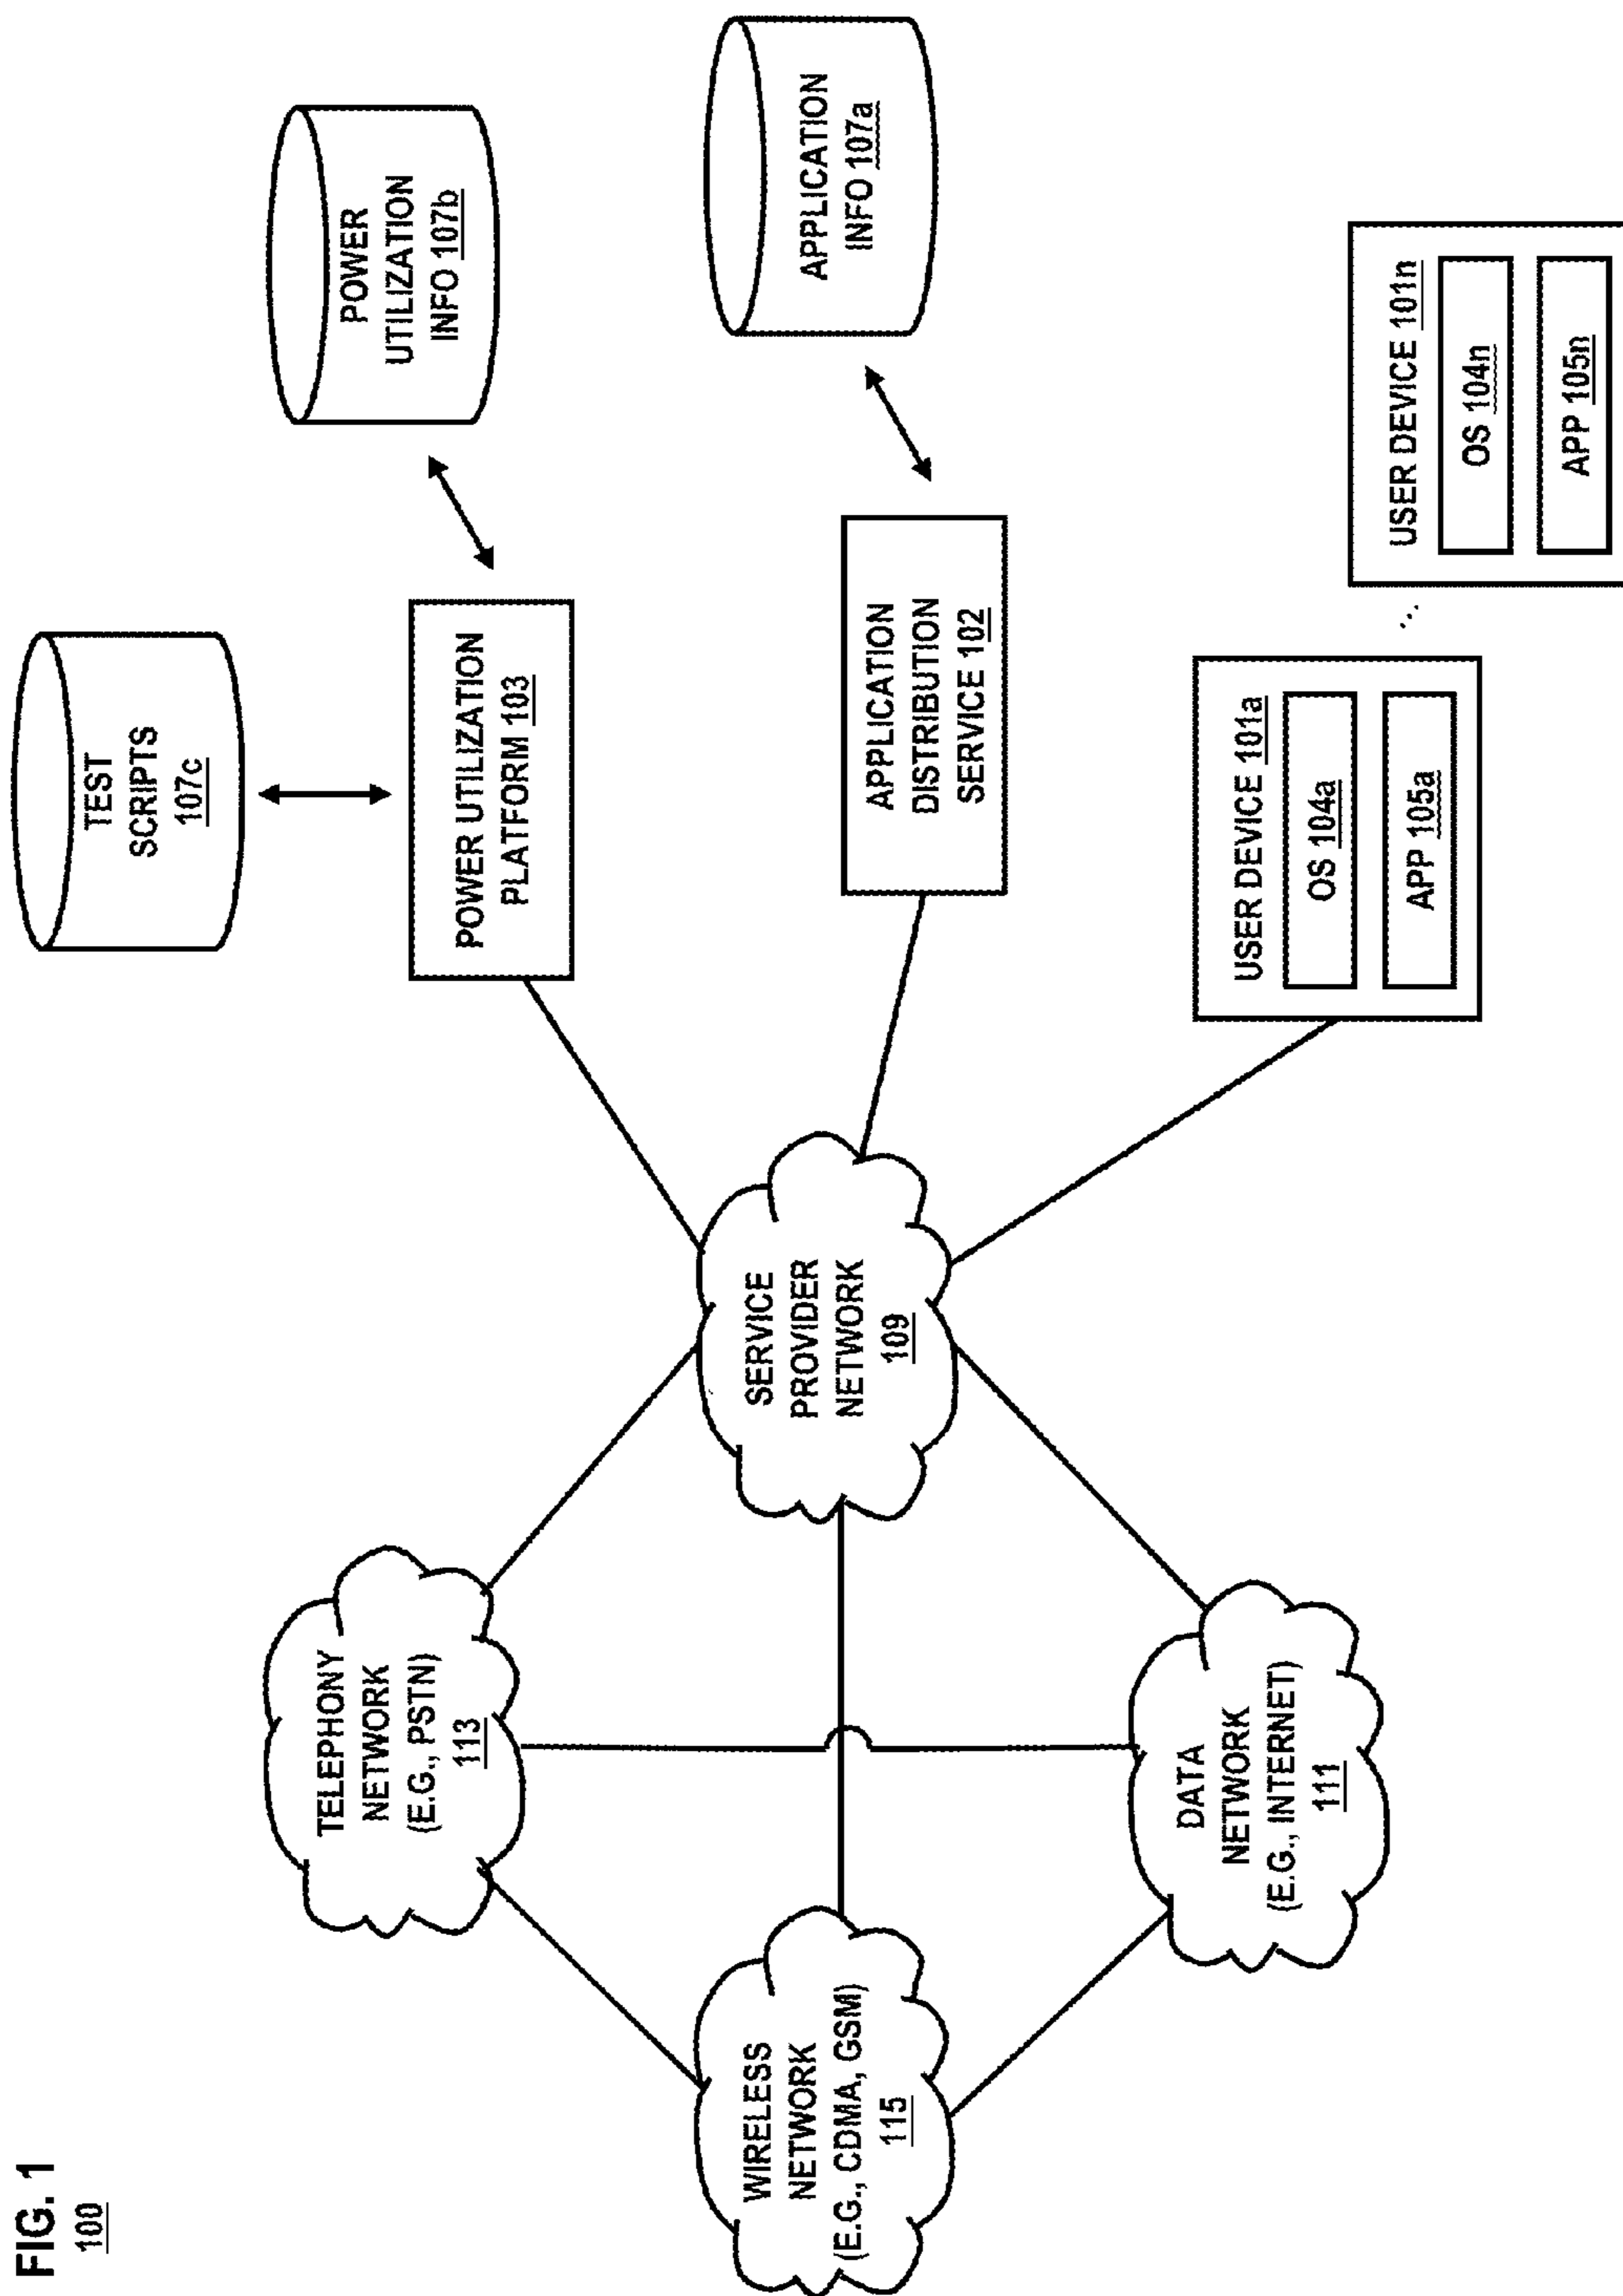 FIG. 1
100
TEST
SCRIPTS
107c
POWER
UTILIZATION
INFO 107b
POWER UTILIZATION
PLATFORM 103
APPLICATION
INFO 107a
APPLICATION
DISTRIBUTION
SERVICE 102
TELEPHONY
NETWORK
(E.G., PSTN)
113
WIRELESS
NETWORK
(E.G., CDMA, GSM)
115
SERVICE
PROVIDER
NETWORK
109
DATA
NETWORK
(E.G., INTERNET)
111
USER DEVICE 101a
OS 104a
APP 105a
...
USER DEVICE 101n
OS 104n
APP 105n